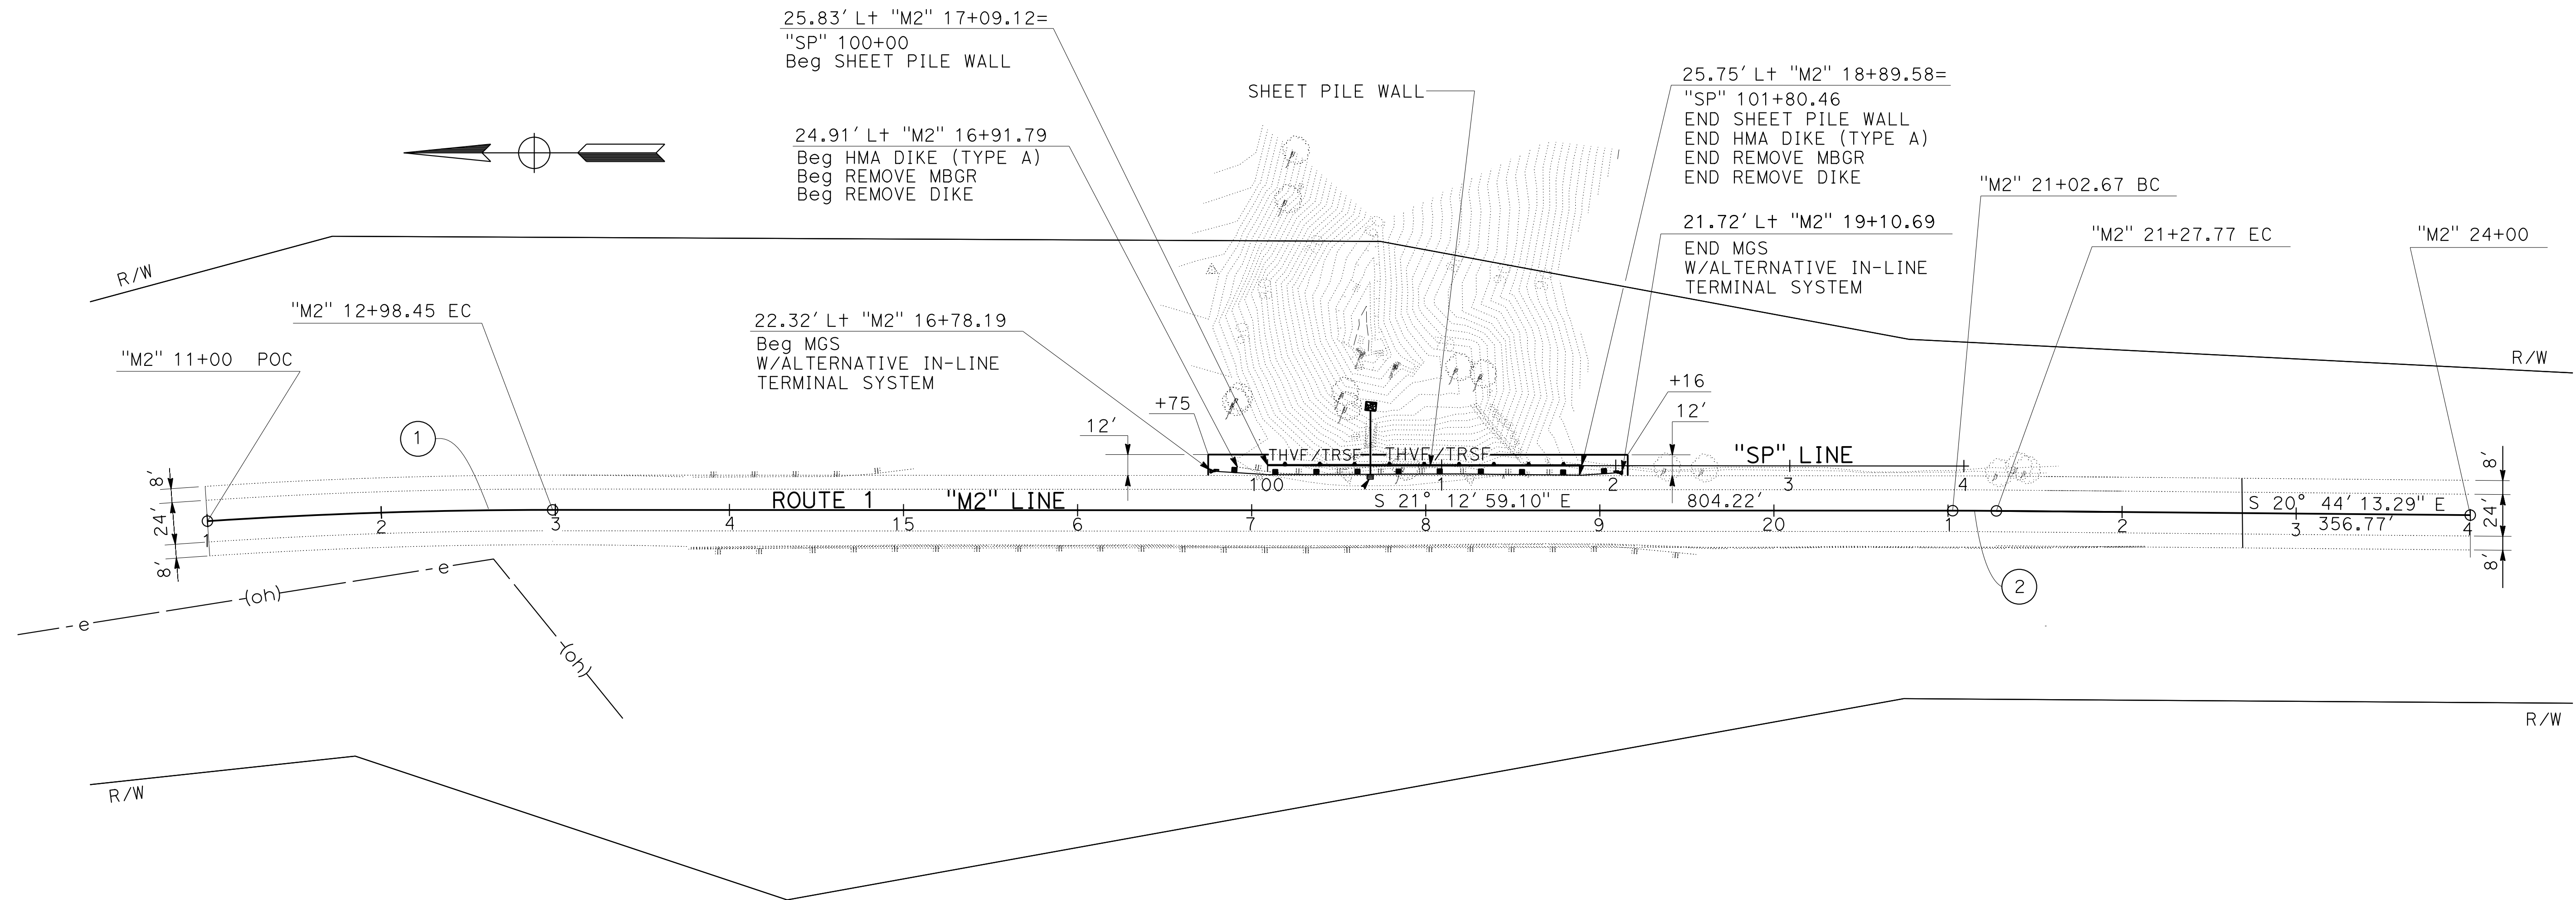 25.83' Lt "M2" 17+09.12=
"SP" 100+00
Beg SHEET PILE WALL
24.91' Lt "M2" 16+91.79
Beg HMA DIKE (TYPE A)
Beg REMOVE MBGR
Beg REMOVE DIKE
SHEET PILE WALL
25.75' Lt "M2" 18+89.58=
"SP" 101+80.46
END SHEET PILE WALL
END HMA DIKE (TYPE A)
END REMOVE MBGR
END REMOVE DIKE
21.72' Lt "M2" 19+10.69
END MGS
W/ALTERNATIVE IN-LINE
TERMINAL SYSTEM
"M2" 21+02.67 BC
"M2" 21+27.77 EC
"M2" 24+00
R/W
R/W
"M2" 12+98.45 EC
"M2" 11+00 POC
22.32' Lt "M2" 16+78.19
Beg MGS
W/ALTERNATIVE IN-LINE
TERMINAL SYSTEM
+75
12'
+16
12'
1
THVF/TRSF
THVF/TRSF
"SP" LINE
100
1
2
3
4
8'
24'
8'
ROUTE 1
"M2" LINE
S 21° 12' 59.10" E
804.22'
S 20° 44' 13.29" E
356.77'
8'
24'
8'
1
2
3
4
15
6
7
8
9
20
1
2
3
4
2
e
(oh)
e
(oh)
R/W
R/W